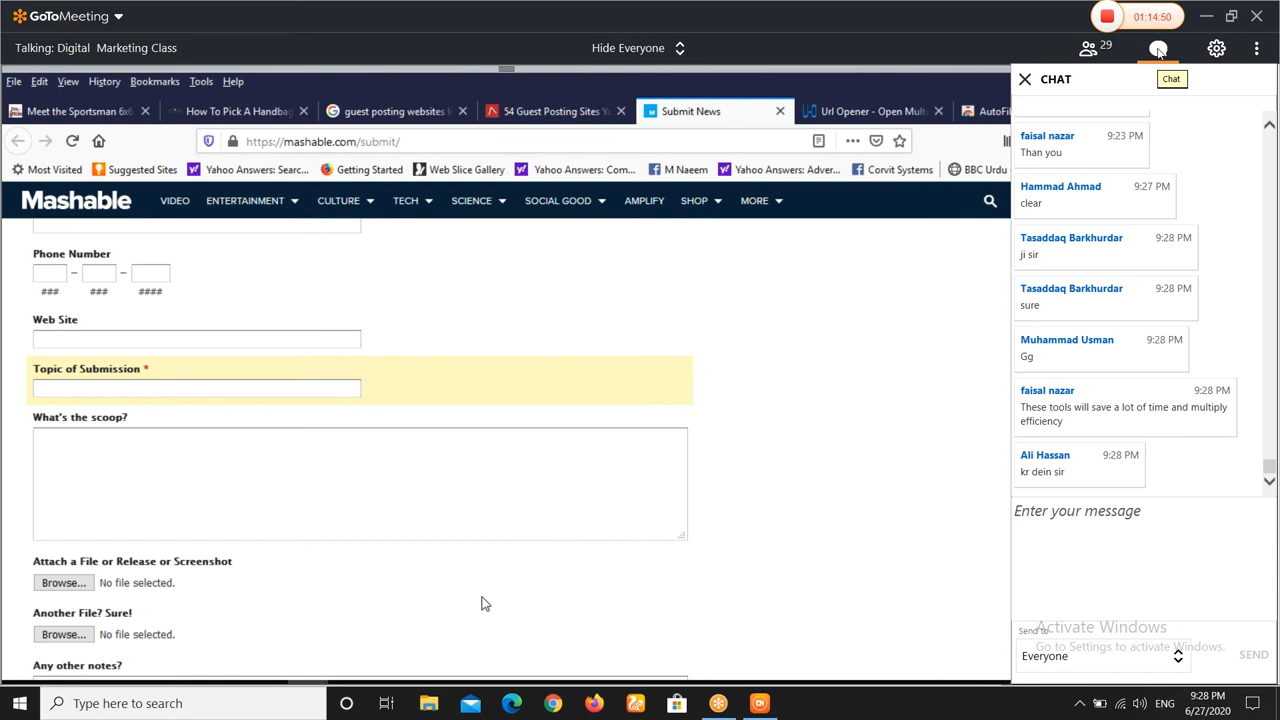 GoToMeeting
01:14:50
Talking: Digital Marketing Class
Hide Everyone
29
File Edit View History Bookmarks Tools Help
Meet the Sportsman 6x6
How To Pick A Handbag
guest posting websites
54 Guest Posting Sites Yo
Submit News
Url Opener - Open Mult
AutoFil
https://mashable.com/submit/
Most Visited
Suggested Sites
Yahoo Answers: Searc...
Getting Started
Web Slice Gallery
Yahoo Answers: Com...
M Naeem
Yahoo Answers: Adver...
Corvit Systems
BBC Urdu
Mashable
VIDEO ENTERTAINMENT CULTURE TECH SCIENCE SOCIAL GOOD AMPLIFY SHOP MORE
Phone Number
### ### ####
Web Site
Topic of Submission *
What's the scoop?
Attach a File or Release or Screenshot
Browse... No file selected.
Another File? Sure!
Browse... No file selected.
Any other notes?
CHAT
Chat
faisal nazar 9:23 PM
Than you
Hammad Ahmad 9:27 PM
clear
Tasaddaq Barkhurdar 9:28 PM
ji sir
Tasaddaq Barkhurdar 9:28 PM
sure
Muhammad Usman 9:28 PM
Gg
faisal nazar 9:28 PM
These tools will save a lot of time and multiply
efficiency
Ali Hassan 9:28 PM
kr dein sir
Enter your message
Activate Windows
Go to Settings to activate Windows.
Send to
Everyone
SEND
Type here to search
ENG
9:28 PM
6/27/2020